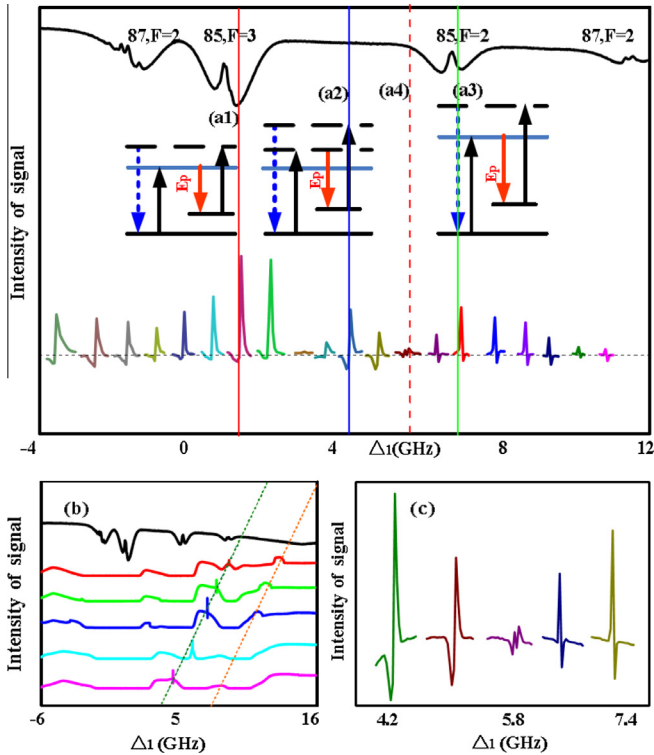 87,F=2 85,F=3 85,F=2 87,F=2
(a1) (a2) (a4) (a3)
Ep Ep Ep
Intensity of signal
-4 0 4 △1(GHz) 8 12
(b)
Intensity of signal
-6 5 16
△1 (GHz)
(c)
Intensity of signal
4.2 5.8 7.4
△1 (GHz)